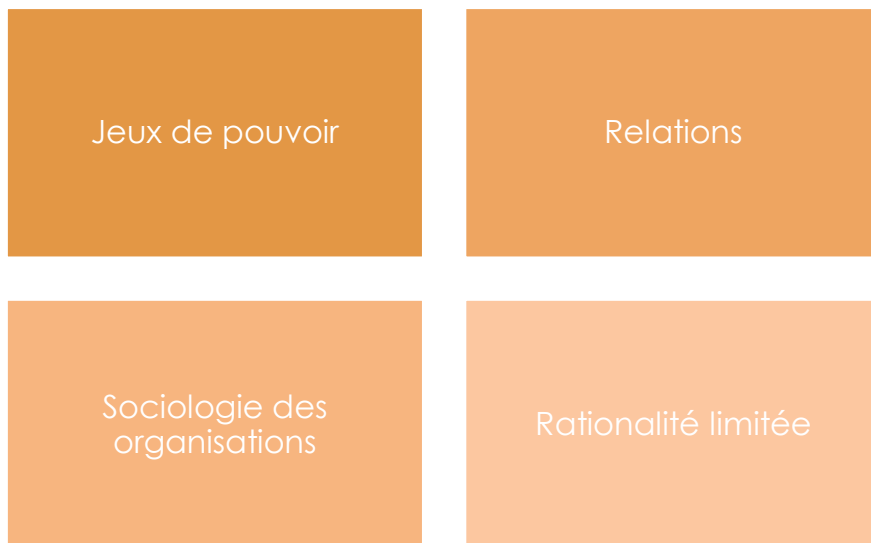 Jeux de pouvoir
Relations
Sociologie des
organisations
Rationalité limitée